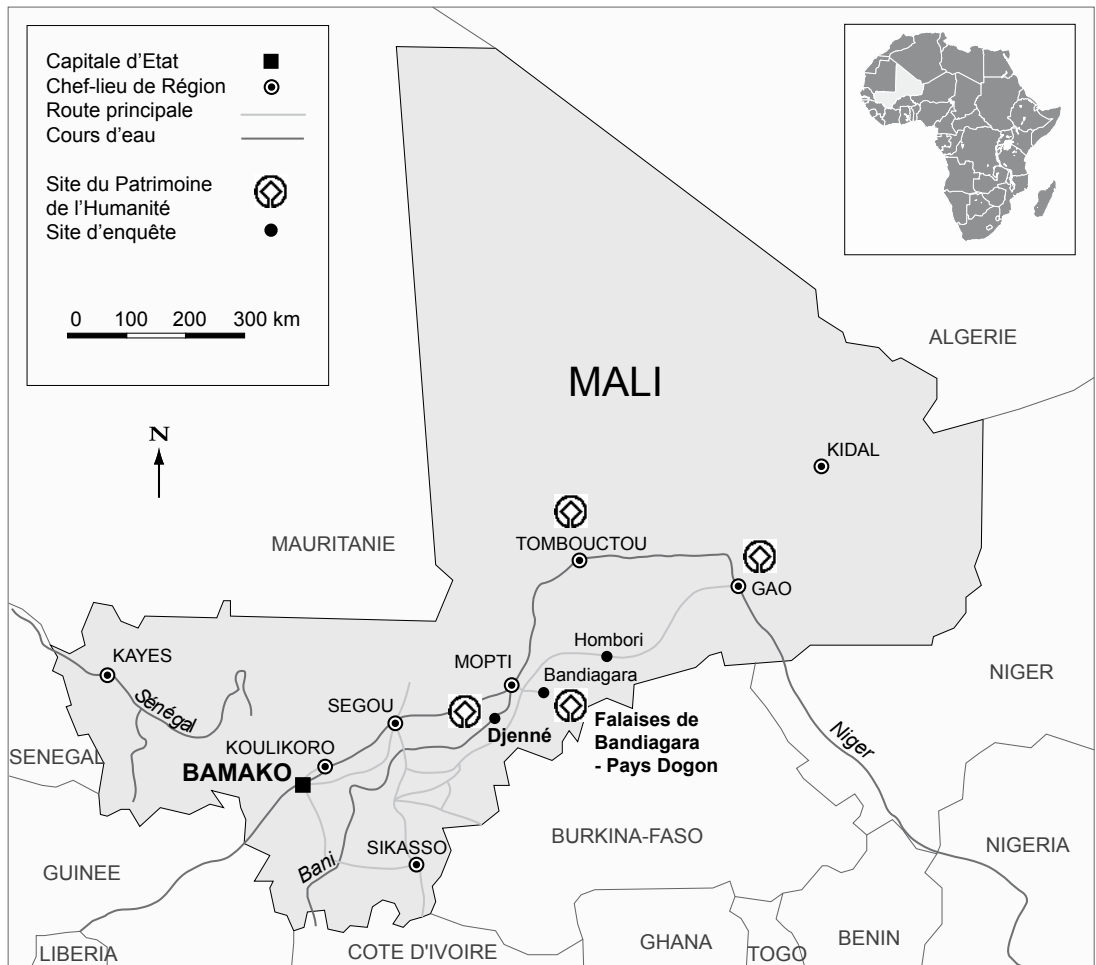 Capitale d’Etat
Chef-lieu de Région
Route principale
Cours d’eau
Site du Patrimoine
de l’Humanité
Site d’enquête
0 100 200 300 km
N
ALGERIE
MALI
KIDAL
MAURITANIE
TOMBOUCTOU
GAO
Hombori
KAYES
MOPTI
Bandiagara
NIGER
Sénégal
SEGOU
Djenné
Falaises de
Bandiagara
- Pays Dogon
Niger
SENEGAL
KOULIKORO
BAMAKO
BURKINA-FASO
SIKASSO
Bani
GUINEE
NIGERIA
LIBERIA
COTE D'IVOIRE
GHANA
TOGO
BENIN